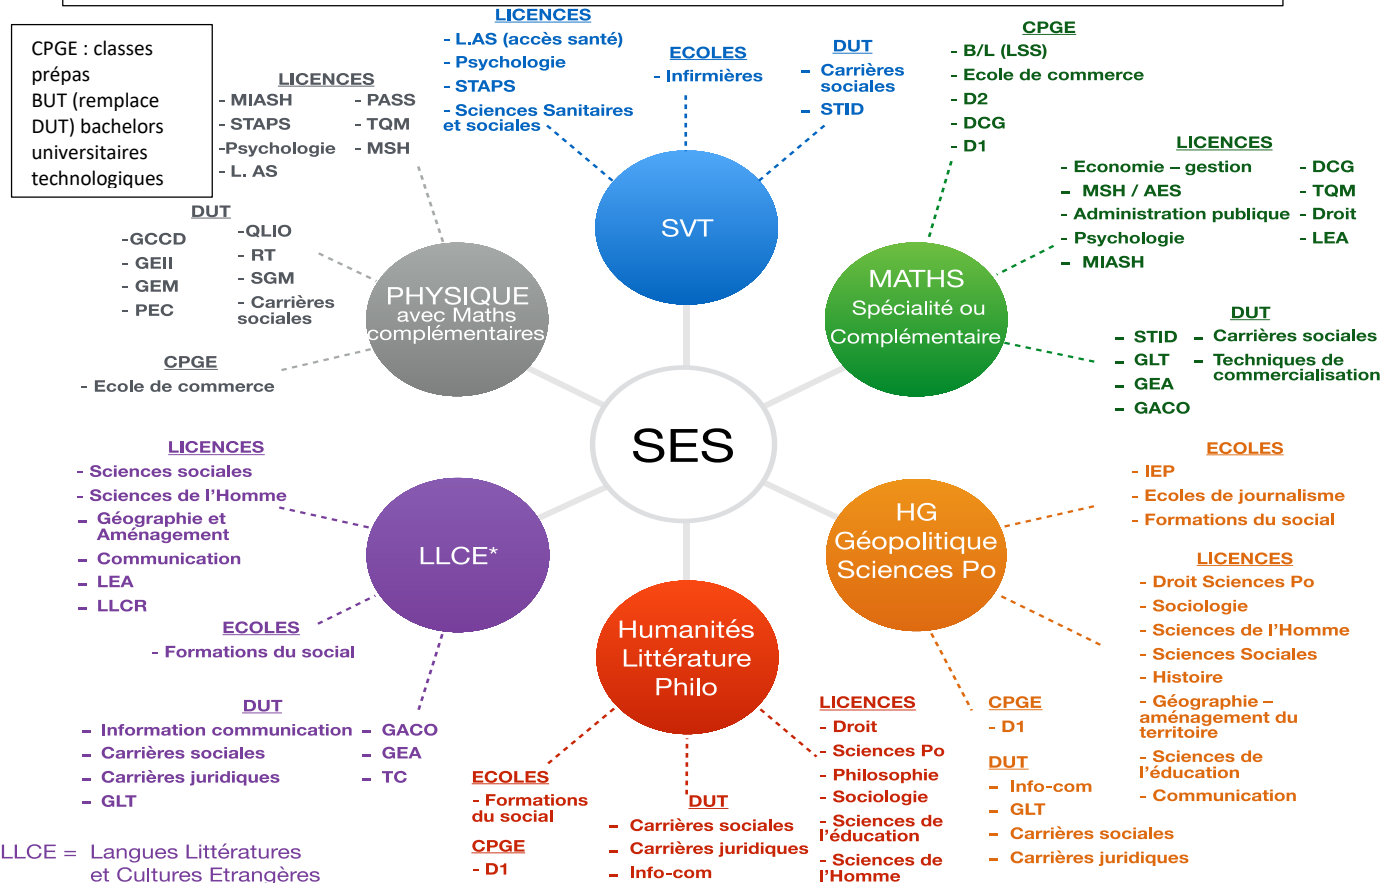 CPGE : classes
prépas
BUT (remplace
DUT) bachelors
universitaires
technologiques
LICENCES
- MIASH
- STAPS
-Psychologie
- L. AS
- PASS
- TQM
- MSH
DUT
-GCCD
- GEII
- GEM
- PEC
-QLIO
- RT
- SGM
- Carrières
sociales
CPGE
- Ecole de commerce
PHYSIQUE
avec Maths
complémentaires
LICENCES
- L.AS (accès santé)
- Psychologie
- STAPS
- Sciences Sanitaires
et sociales
ECOLES
- Infirmières
DUT
- Carrières
sociales
- STID
SVT
CPGE
- B/L (LSS)
- Ecole de commerce
- D2
- DCG
- D1
LICENCES
- Economie – gestion
- MSH / AES
- Administration publique
- Psychologie
- MIASH
- DCG
- TQM
- Droit
- LEA
DUT
- STID
- GLT
- GEA
- GACO
- Carrières sociales
- Techniques de
commercialisation
MATHS
Spécialité ou
Complémentaire
SES
LICENCES
- Sciences sociales
- Sciences de l'Homme
- Géographie et
Aménagement
- Communication
- LEA
- LLCR
ECOLES
- Formations du social
DUT
- Information communication
- Carrières sociales
- Carrières juridiques
- GLT
- GACO
- GEA
- TC
LLCE*
LLCE = Langues Littératures
et Cultures Etrangères
Humanités
Littérature
Philo
ECOLES
- Formations
du social
CPGE
- D1
DUT
- Carrières sociales
- Carrières juridiques
- Info-com
LICENCES
- Droit
- Sciences Po
- Philosophie
- Sociologie
- Sciences de
l'éducation
- Sciences de
l'Homme
HG
Géopolitique
Sciences Po
ECOLES
- IEP
- Ecoles de journalisme
- Formations du social
LICENCES
- Droit Sciences Po
- Sociologie
- Sciences de l'Homme
- Sciences Sociales
- Histoire
- Géographie –
aménagement du
territoire
- Sciences de
l'éducation
- Communication
CPGE
- D1
DUT
- Info-com
- GLT
- Carrières sociales
- Carrières juridiques